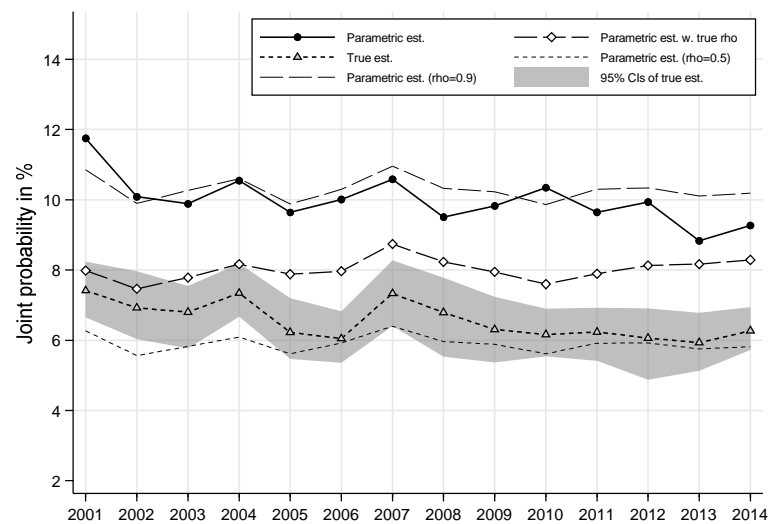 Parametric est.
Parametric est. w. true rho
True est.
Parametric est. (rho=0.5)
Parametric est. (rho=0.9)
95% CIs of true est.
Joint probability in %
14
12
10
8
6
4
2
2001 2002 2003 2004 2005 2006 2007 2008 2009 2010 2011 2012 2013 2014